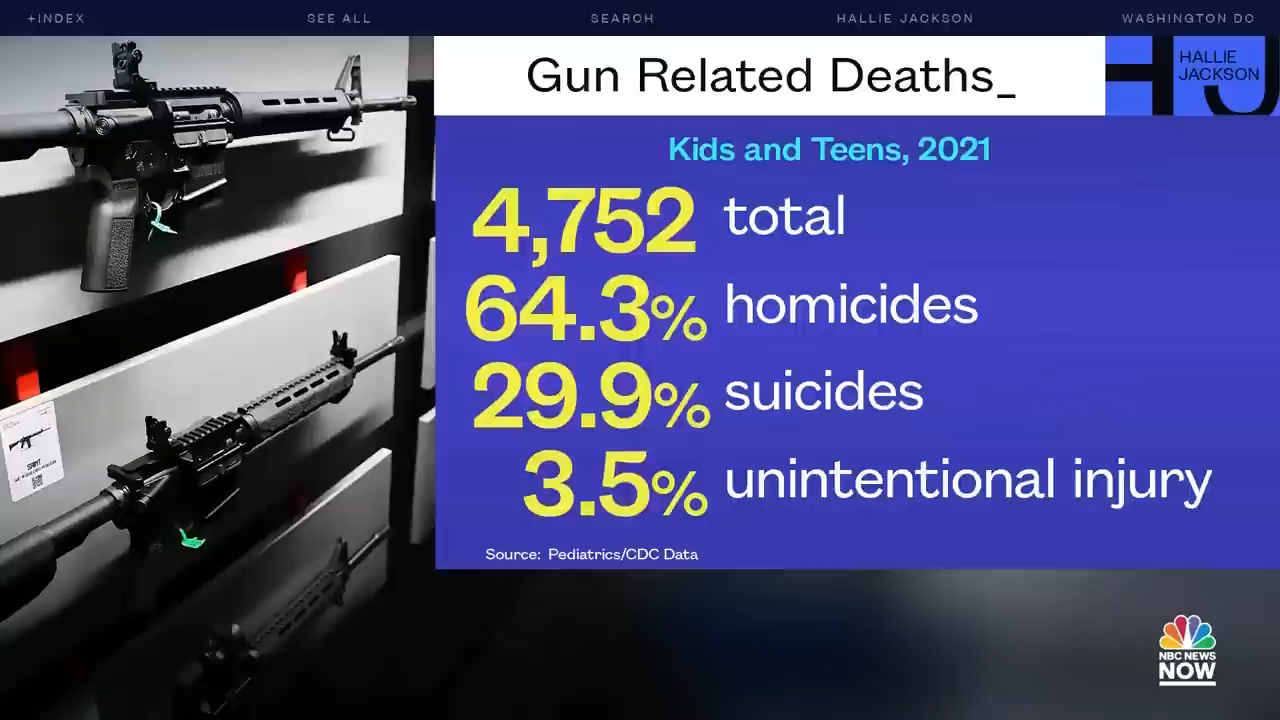 +INDEX
SEE ALL
SEARCH
HALLIE JACKSON
WASHINGTON DC
Gun Related Deaths_
HALLIE
JACKSON
Kids and Teens, 2021
4,752 total
64.3% homicides
29.9% suicides
3.5% unintentional injury
Source: Pediatrics/CDC Data
SAINT
NBC NEWS
NOW